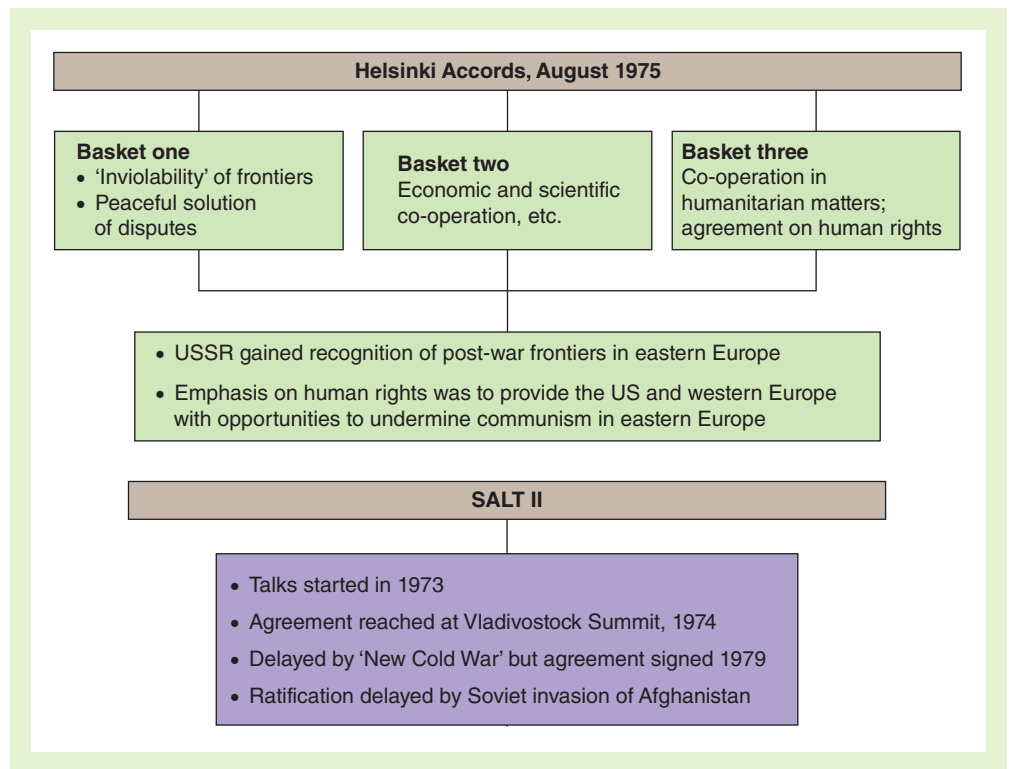 Helsinki Accords, August 1975
Basket one
• ‘Inviolability’ of frontiers
• Peaceful solution
of disputes
Basket two
Economic and scientific
co-operation, etc.
Basket three
Co-operation in
humanitarian matters;
agreement on human rights
• USSR gained recognition of post-war frontiers in eastern Europe
• Emphasis on human rights was to provide the US and western Europe
with opportunities to undermine communism in eastern Europe
SALT II
• Talks started in 1973
• Agreement reached at Vladivostock Summit, 1974
• Delayed by ‘New Cold War’ but agreement signed 1979
• Ratification delayed by Soviet invasion of Afghanistan